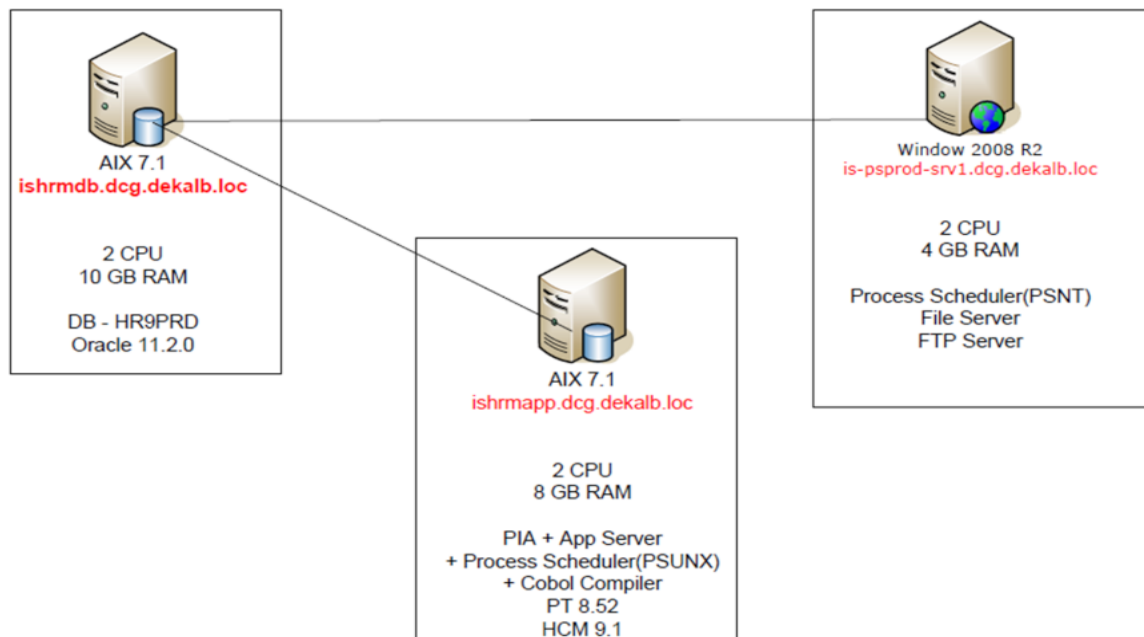 AIX 7.1
ishrmdb.dcg.dekalb.loc
2 CPU
10 GB RAM
DB - HR9PRD
Oracle 11.2.0
Window 2008 R2
is-psprod-srv1.dcg.dekalb.loc
2 CPU
4 GB RAM
Process Scheduler(PSNT)
File Server
FTP Server
AIX 7.1
ishrmapp.dcg.dekalb.loc
2 CPU
8 GB RAM
PIA + App Server
+ Process Scheduler(PSUNX)
+ Cobol Compiler
PT 8.52
HCM 9.1